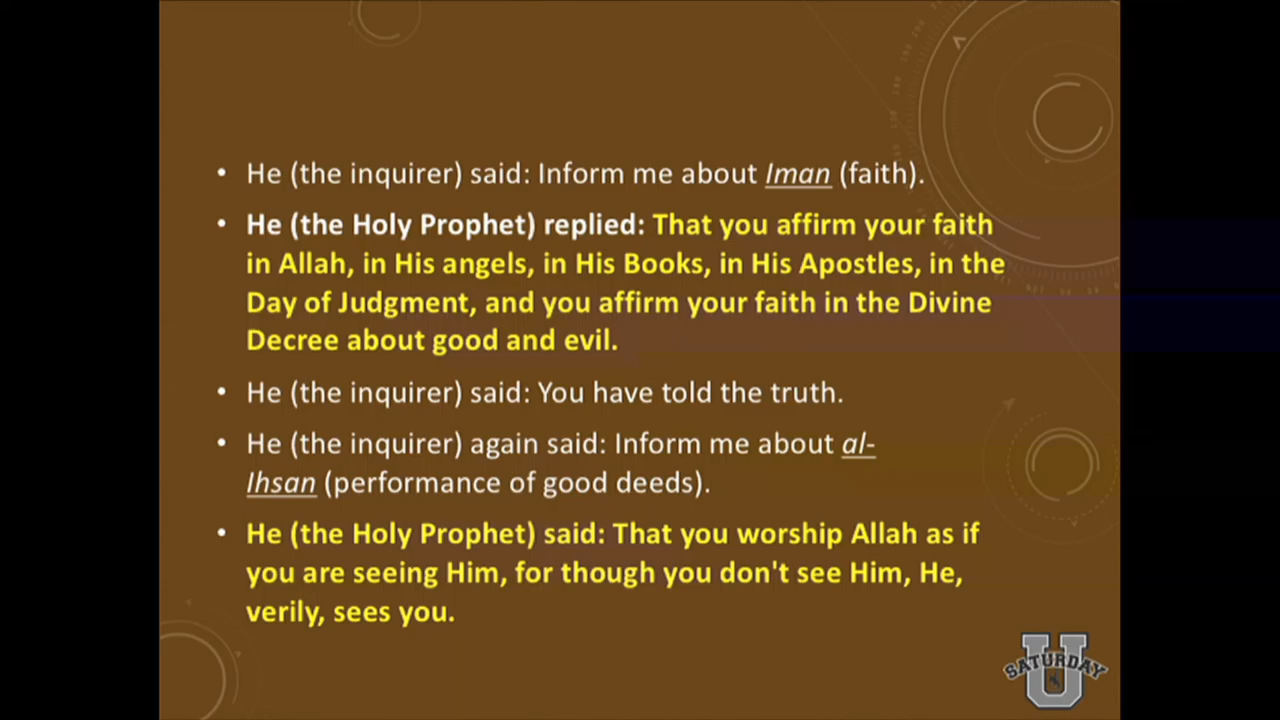 • He (the inquirer) said: Inform me about Iman (faith).
• He (the Holy Prophet) replied: That you affirm your faith
in Allah, in His angels, in His Books, in His Apostles, in the
Day of Judgment, and you affirm your faith in the Divine
Decree about good and evil.
• He (the inquirer) said: You have told the truth.
• He (the inquirer) again said: Inform me about al-
Ihsan (performance of good deeds).
• He (the Holy Prophet) said: That you worship Allah as if
you are seeing Him, for though you don't see Him, He,
verily, sees you.
U
SATURDAY